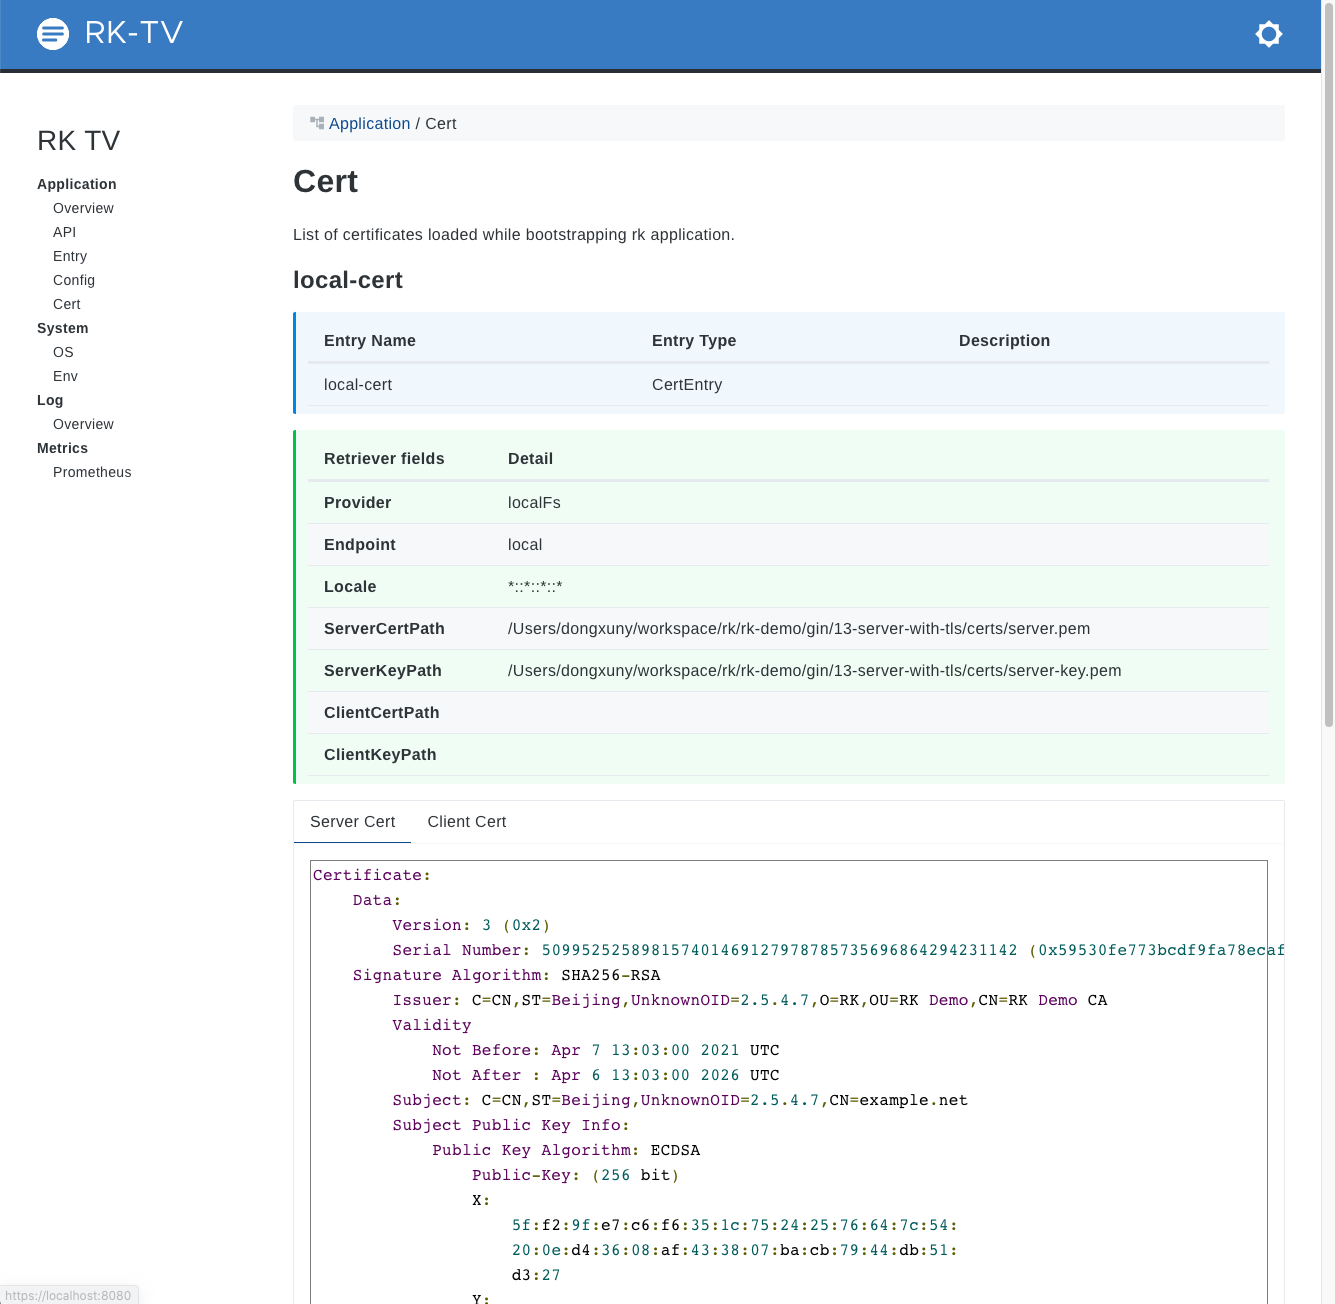 RK-TV
RK TV
Application
Overview
API
Entry
Config
Cert
System
OS
Env
Log
Overview
Metrics
Prometheus
Application / Cert
Cert
List of certificates loaded while bootstrapping rk application.
local-cert
Entry Name Entry Type Description
local-cert CertEntry
Retriever fields Detail
Provider localFs
Endpoint local
Locale *::*::*::*
ServerCertPath /Users/dongxuny/workspace/rk/rk-demo/gin/13-server-with-tls/certs/server.pem
ServerKeyPath /Users/dongxuny/workspace/rk/rk-demo/gin/13-server-with-tls/certs/server-key.pem
ClientCertPath
ClientKeyPath
Server Cert Client Cert
Certificate:
Data:
Version: 3 (0x2)
Serial Number: 509952525898157401469127978785735696864294231142 (0x59530fe773bcdf9fa78ecaf
Signature Algorithm: SHA256-RSA
Issuer: C=CN,ST=Beijing,UnknownOID=2.5.4.7,O=RK,OU=RK Demo,CN=RK Demo CA
Validity
Not Before: Apr 7 13:03:00 2021 UTC
Not After : Apr 6 13:03:00 2026 UTC
Subject: C=CN,ST=Beijing,UnknownOID=2.5.4.7,CN=example.net
Subject Public Key Info:
Public Key Algorithm: ECDSA
Public-Key: (256 bit)
X:
5f:f2:9f:e7:c6:f6:35:1c:75:24:25:76:64:7c:54:
20:0e:d4:36:08:af:43:38:07:ba:cb:79:44:db:51:
d3:27
Y:
https://localhost:8080